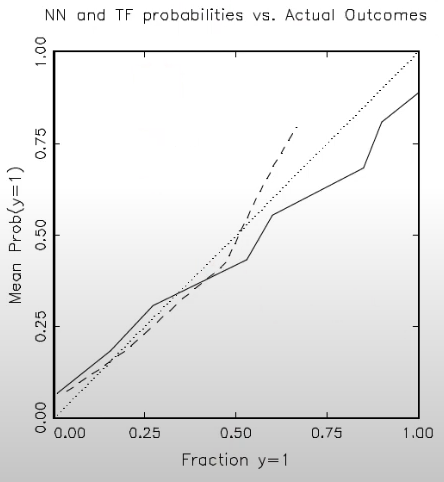 NN and TF probabilities vs. Actual Outcomes
Mean Prob(y=1)
1.00
0.75
0.50
0.25
0.00
0.00 0.25 0.50 0.75 1.00
Fraction y=1